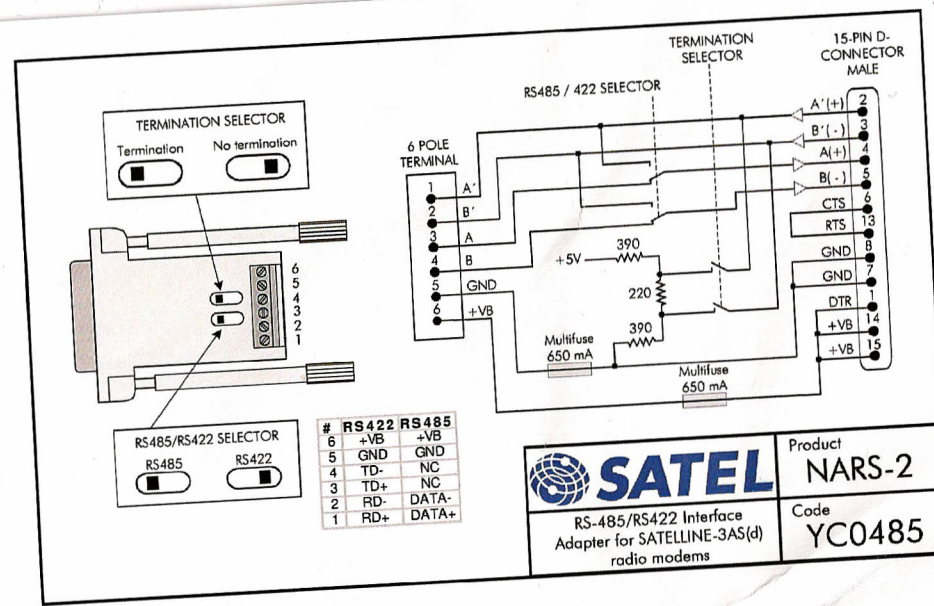 TERMINATION SELECTOR
Termination
No termination
6
5
4
3
2
1
RS485/RS422 SELECTOR
RS485
RS422
# RS422 RS485
6 +VB +VB
5 GND GND
4 TD- NC
3 TD+ NC
2 RD- DATA-
1 RD+ DATA+
6 POLE
TERMINAL
1 A´
2 B´
3 A
4 B
5 GND
6 +VB
RS485 / 422 SELECTOR
TERMINATION
SELECTOR
+5V
390
220
390
Multifuse
650 mA
Multifuse
650 mA
15-PIN D-
CONNECTOR
MALE
A´(+) 2
B´(-) 3
A(+) 4
B(-) 5
CTS 6
RTS 13
GND 8
GND 7
DTR 1
+VB 14
+VB 15
SATEL
RS-485/RS422 Interface
Adapter for SATELLINE-3AS(d)
radio modems
Product
NARS-2
Code
YC0485